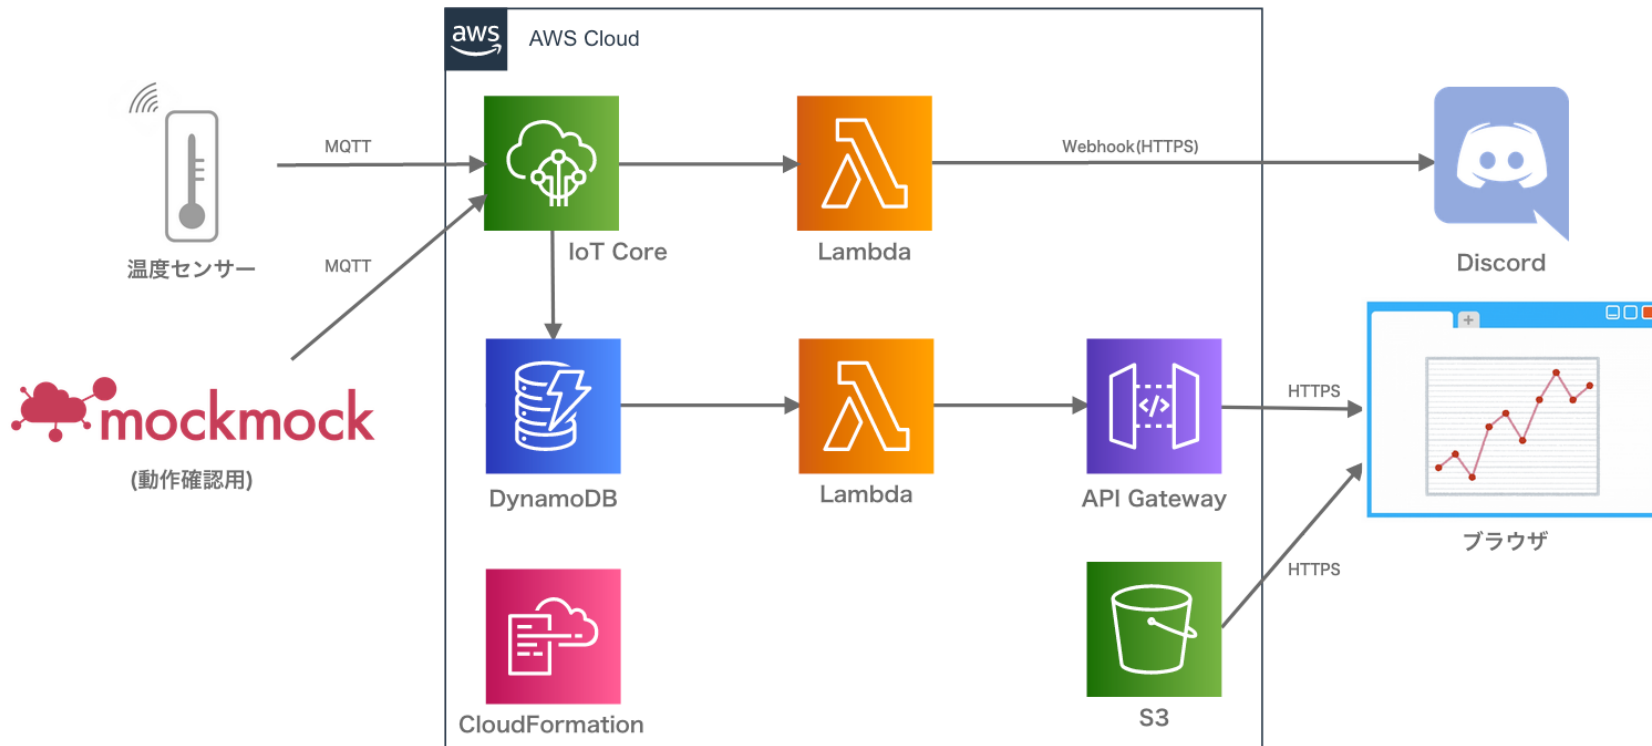 aws
AWS Cloud
MQTT
Webhook(HTTPS)
IoT Core
Lambda
Discord
温度センサー
MQTT
mockmock
(動作確認用)
DynamoDB
Lambda
API Gateway
HTTPS
ブラウザ
HTTPS
CloudFormation
S3